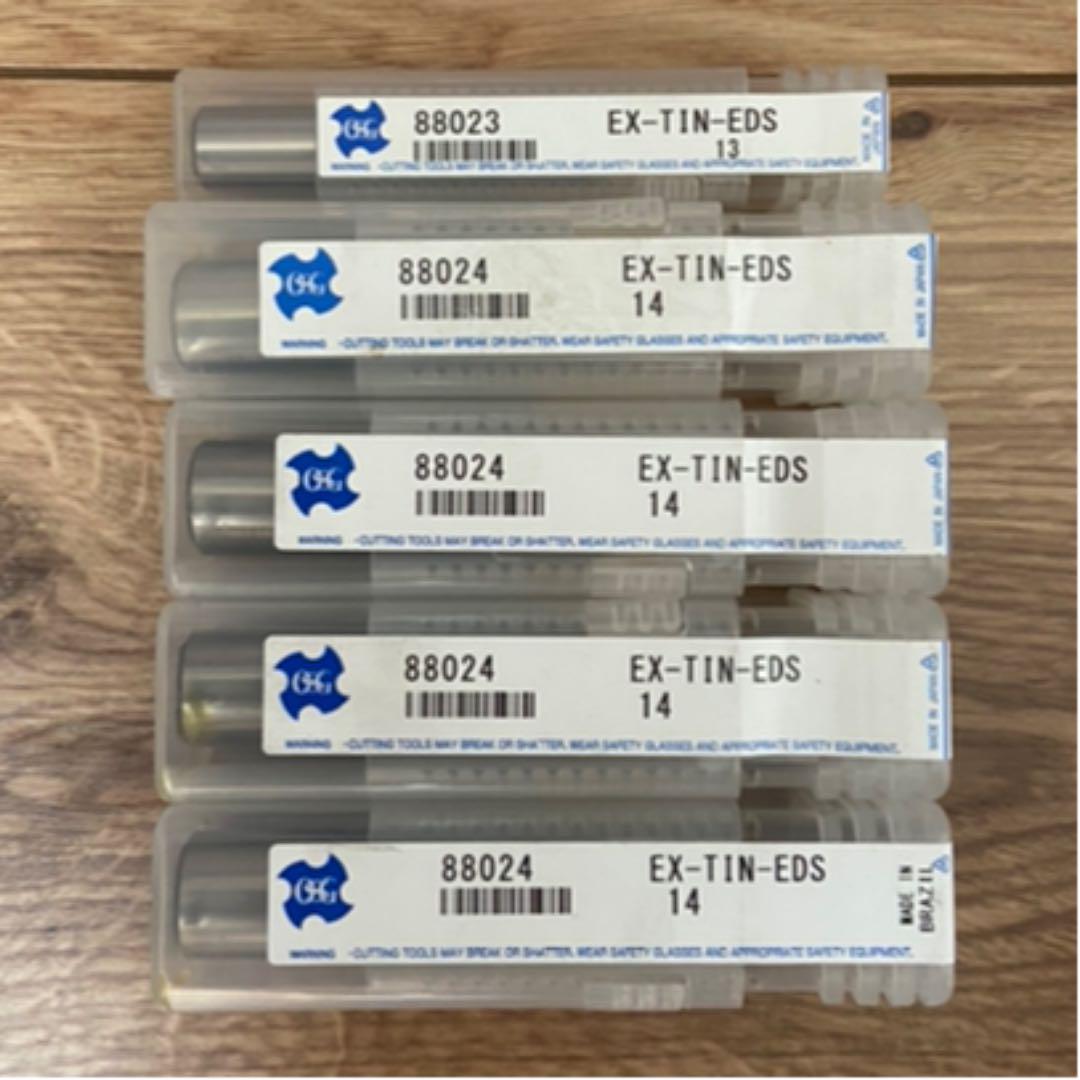 OSG 88023 EX-TIN-EDS
13
WARNING -CUTTING TOOLS MAY BREAK OR SHATTER, WEAR SAFETY GLASSES AND APPROPRIATE SAFETY EQUIPMENT.
OSG 88024 EX-TIN-EDS
14
WARNING -CUTTING TOOLS MAY BREAK OR SHATTER, WEAR SAFETY GLASSES AND APPROPRIATE SAFETY EQUIPMENT.
OSG 88024 EX-TIN-EDS
14
WARNING -CUTTING TOOLS MAY BREAK OR SHATTER, WEAR SAFETY GLASSES AND APPROPRIATE SAFETY EQUIPMENT.
OSG 88024 EX-TIN-EDS
14
MADE IN JAPAN
WARNING -CUTTING TOOLS MAY BREAK OR SHATTER, WEAR SAFETY GLASSES AND APPROPRIATE SAFETY EQUIPMENT.
OSG 88024 EX-TIN-EDS
14
MADE IN
BRAZIL
WARNING -CUTTING TOOLS MAY BREAK OR SHATTER, WEAR SAFETY GLASSES AND APPROPRIATE SAFETY EQUIPMENT.